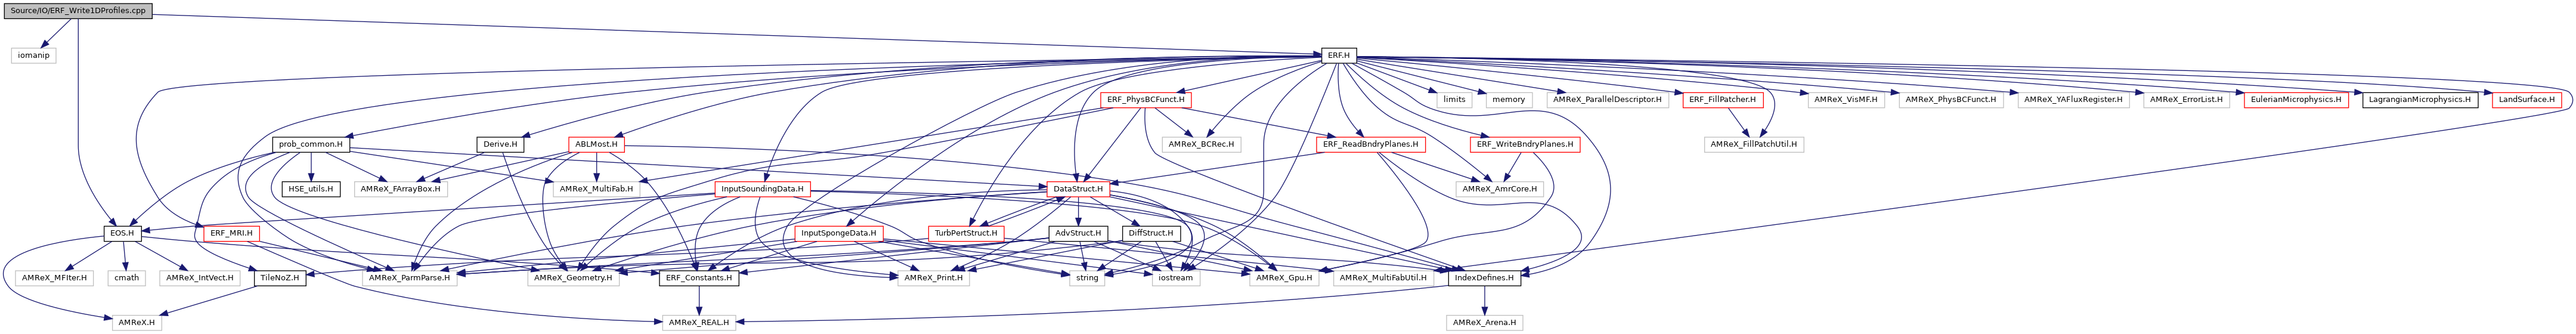 Source/IO/ERF_Write1DProfiles.cpp
iomanip
ERF.H
ERF_PhysBCFunct.H
limits
memory
AMReX_ParallelDescriptor.H
ERF_FillPatcher.H
AMReX_VisMF.H
AMReX_PhysBCFunct.H
AMReX_YAFluxRegister.H
AMReX_ErrorList.H
EulerianMicrophysics.H
LagrangianMicrophysics.H
LandSurface.H
prob_common.H
Derive.H
ABLMost.H
AMReX_BCRec.H
ERF_ReadBndryPlanes.H
ERF_WriteBndryPlanes.H
AMReX_FillPatchUtil.H
HSE_utils.H
AMReX_FArrayBox.H
AMReX_MultiFab.H
InputSoundingData.H
DataStruct.H
AMReX_AmrCore.H
EOS.H
ERF_MRI.H
InputSpongeData.H
TurbPertStruct.H
AdvStruct.H
DiffStruct.H
AMReX_MFIter.H
cmath
AMReX_IntVect.H
TileNoZ.H
AMReX_ParmParse.H
AMReX_Geometry.H
ERF_Constants.H
AMReX_Print.H
string
iostream
AMReX_Gpu.H
AMReX_MultiFabUtil.H
IndexDefines.H
AMReX.H
AMReX_REAL.H
AMReX_Arena.H